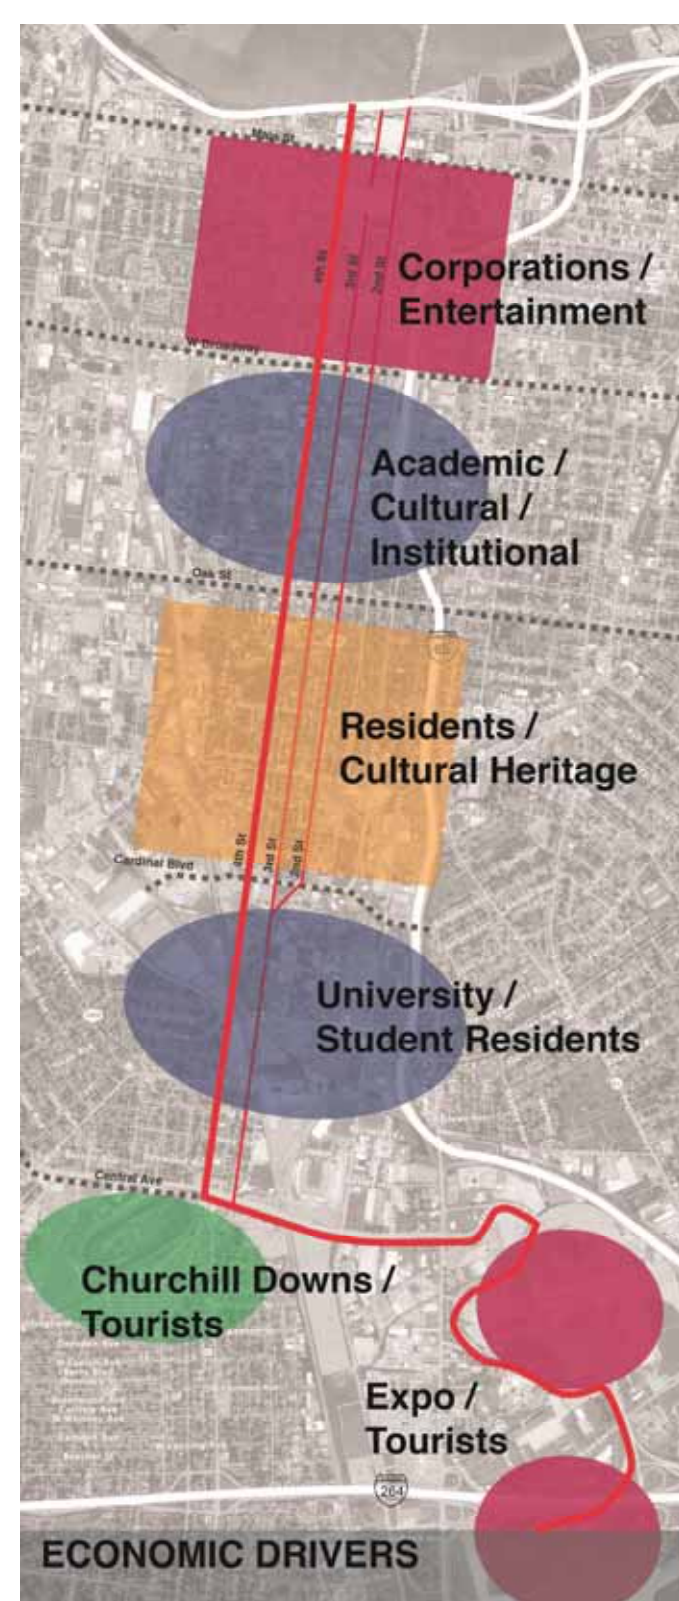 Main St
4th St
3rd St
2nd St
Corporations /
Entertainment
W Broadway
Academic /
Cultural /
Institutional
Oak St
Residents /
Cultural Heritage
4th St
3rd St
2nd St
Cardinal Blvd
University /
Student Residents
Central Ave
Churchill Downs /
Tourists
Expo /
Tourists
264
ECONOMIC DRIVERS